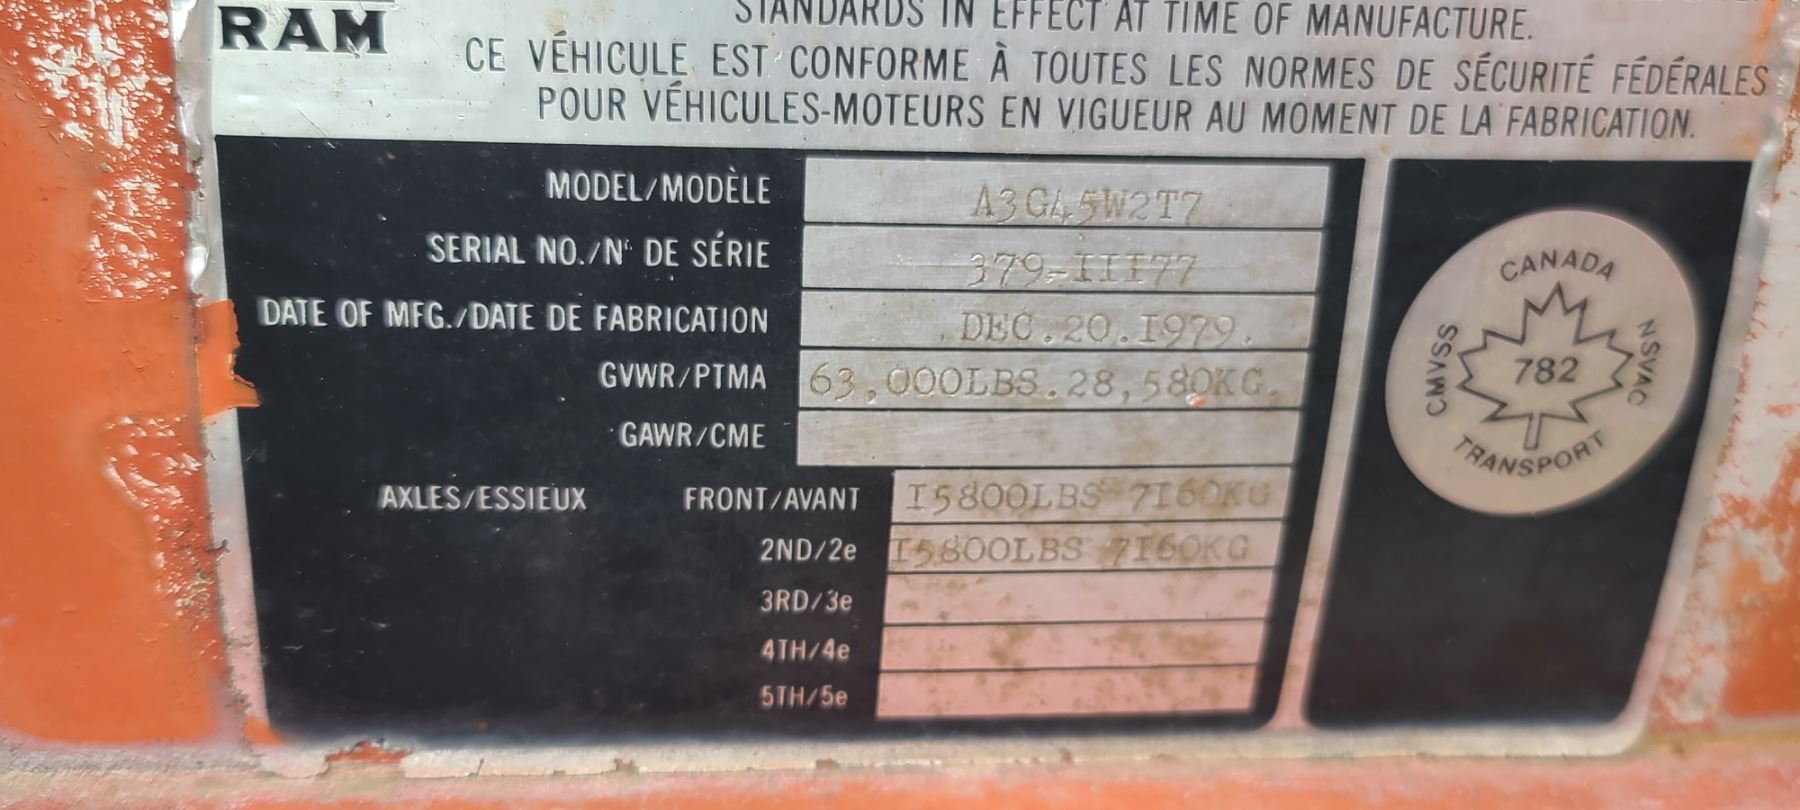 RAM
STANDARDS IN EFFECT AT TIME OF MANUFACTURE.
CE VÉHICULE EST CONFORME À TOUTES LES NORMES DE SÉCURITÉ FÉDÉRALES
POUR VÉHICULES-MOTEURS EN VIGUEUR AU MOMENT DE LA FABRICATION.
MODEL/MODÈLE A3G45W2T7
SERIAL NO./N° DE SÉRIE 379-III77
DATE OF MFG./DATE DE FABRICATION DEC.20.I979.
GVWR/PTMA 63,000LBS.28,580KG.
GAWR/CME
AXLES/ESSIEUX FRONT/AVANT I5800LBS 7I60KG
2ND/2e I5800LBS 7I60KG
3RD/3e
4TH/4e
5TH/5e
CANADA
CMVSS 782 NSVAC
TRANSPORT